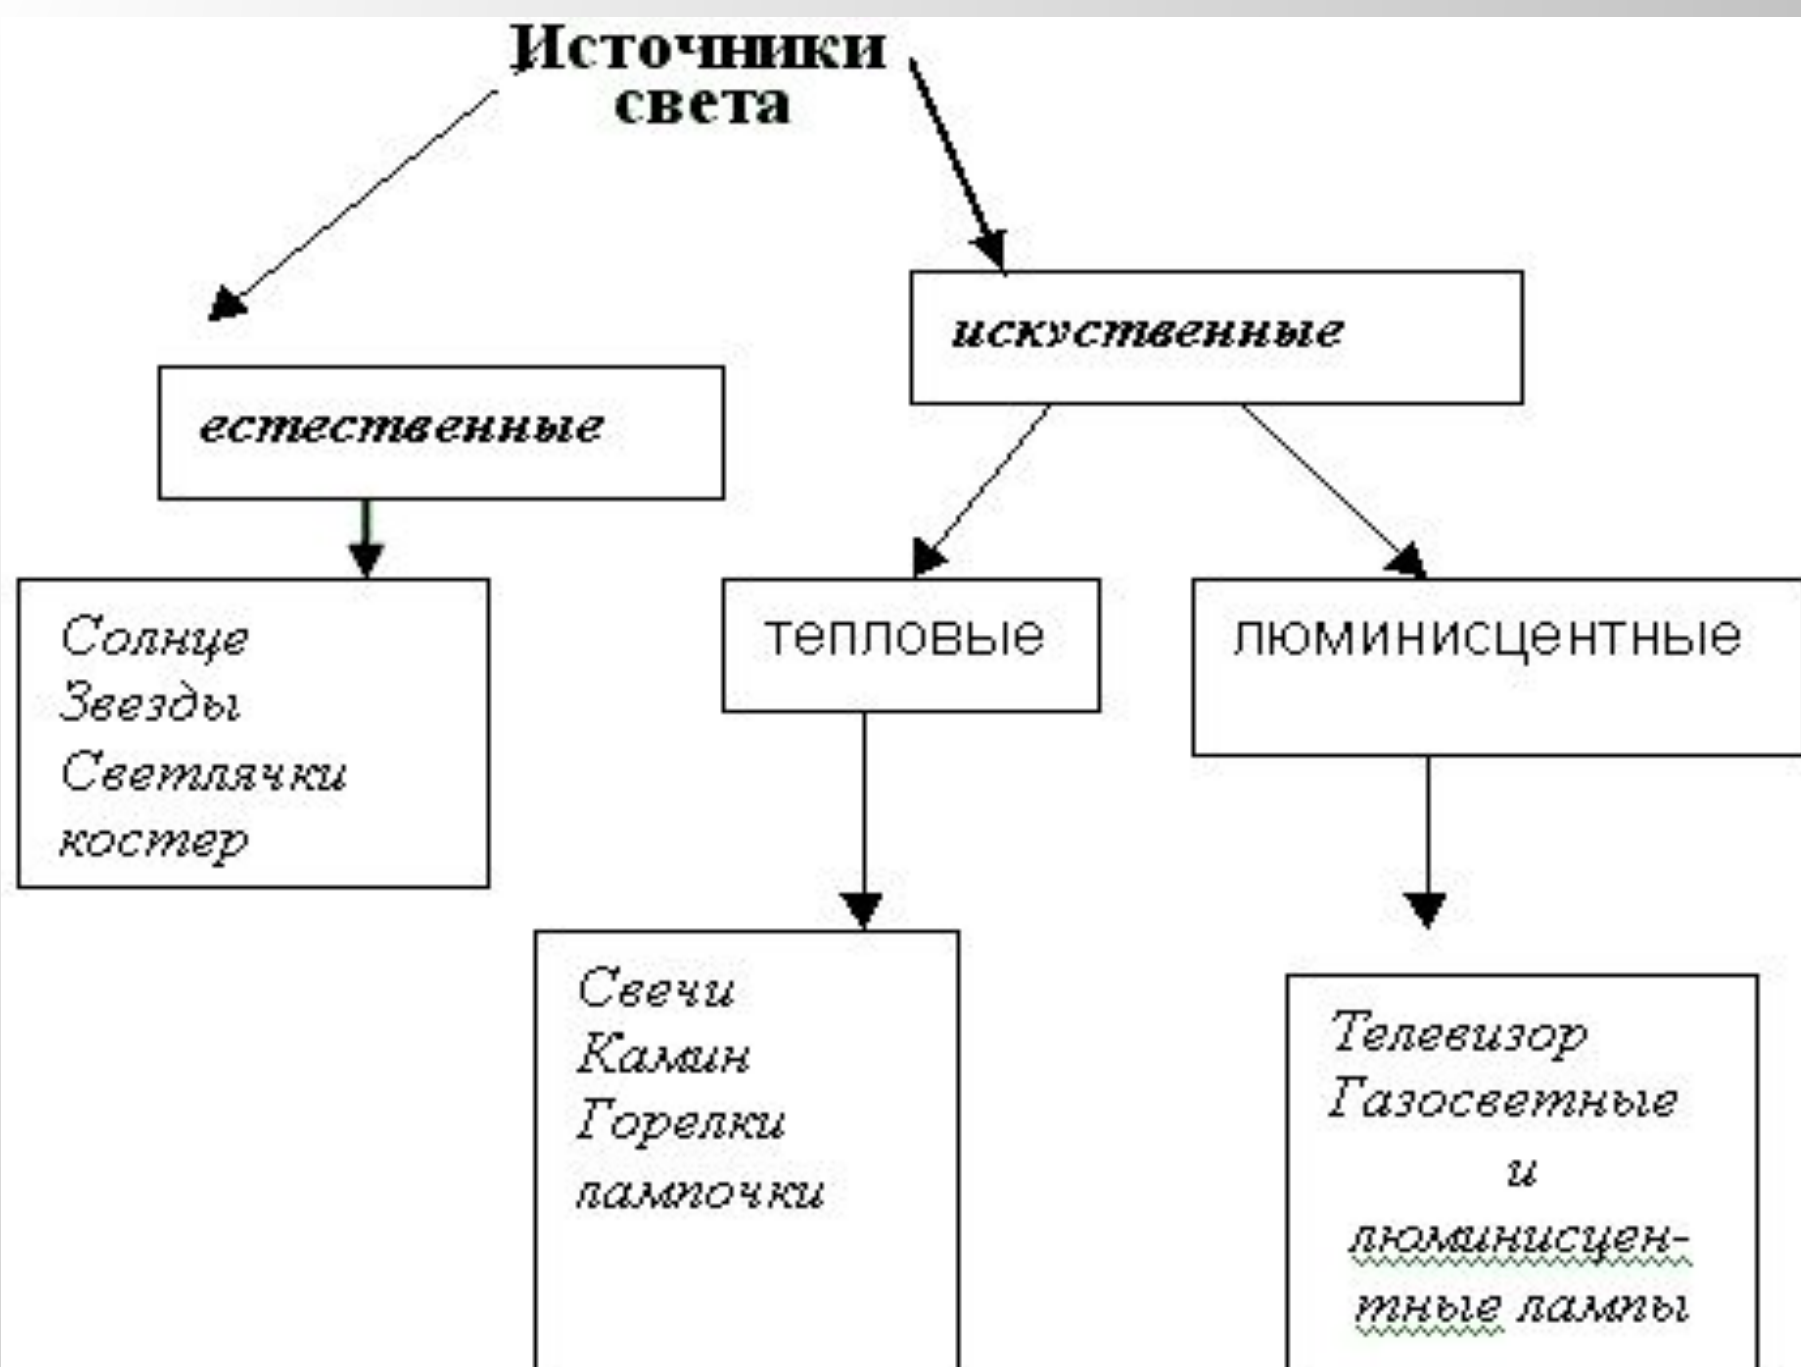 Источники
света
естественные
искуственные
Солнце
Звезды
Светлячки
костер
тепловые
люминисцентные
Свечи
Камин
Горелки
лампочки
Телевизор
Газосветные
и
люминисцен-
тные лампы